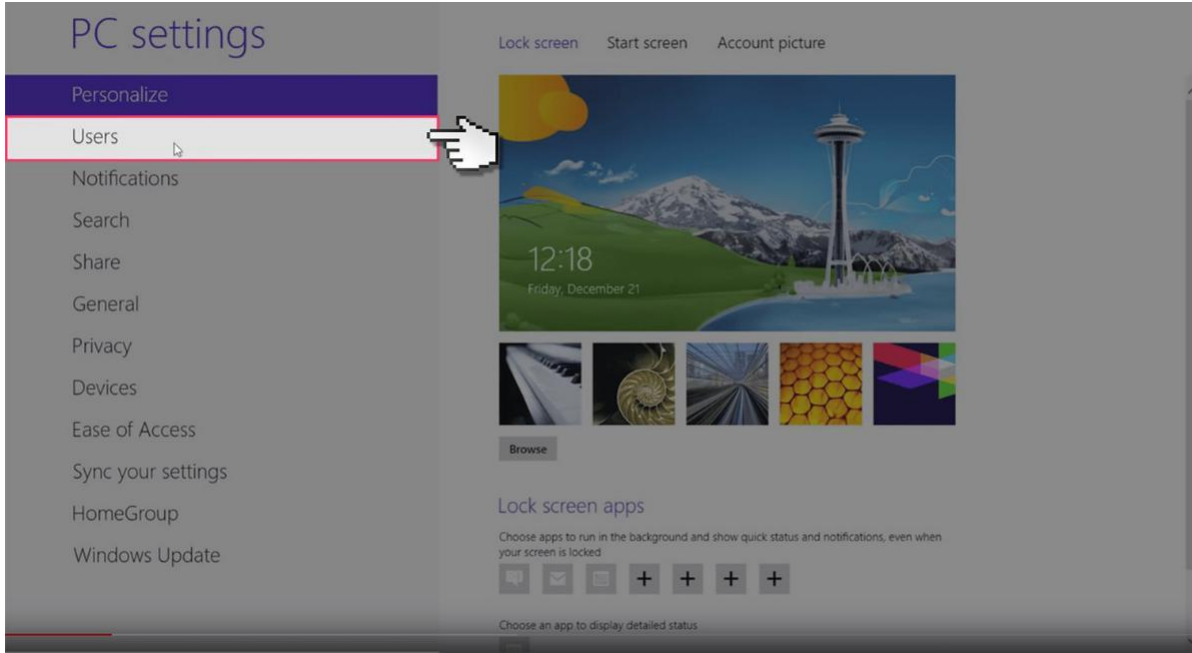 PC settings
Personalize
Users
Notifications
Search
Share
General
Privacy
Devices
Ease of Access
Sync your settings
HomeGroup
Windows Update
Lock screen Start screen Account picture
12:18
Friday, December 21
Browse
Lock screen apps
Choose apps to run in the background and show quick status and notifications, even when
your screen is locked
Choose an app to display detailed status